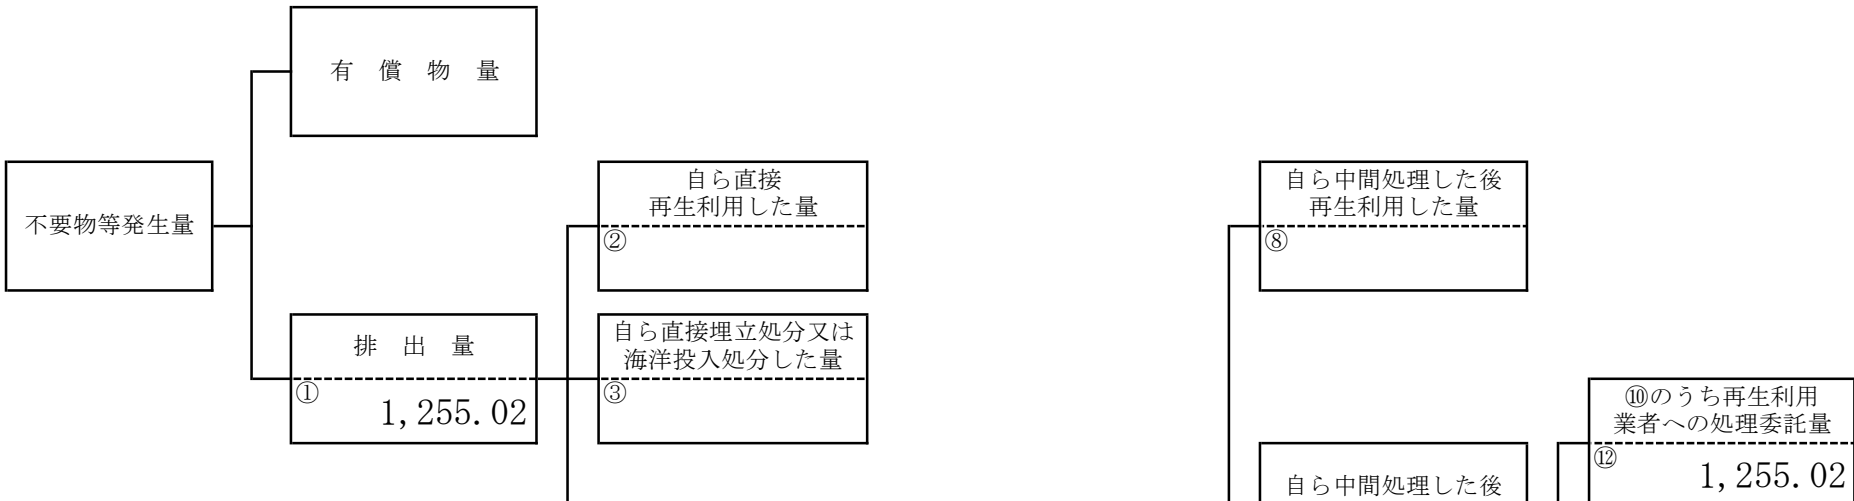 有 償 物 量
不要物等発生量
自ら直接
再生利用した量
②
自ら中間処理した後
再生利用した量
⑧
排 出 量
①
1,255.02
自ら直接埋立処分又は
海洋投入処分した量
③
⑩のうち再生利用
業者への処理委託量
⑫
1,255.02
自ら中間処理した後